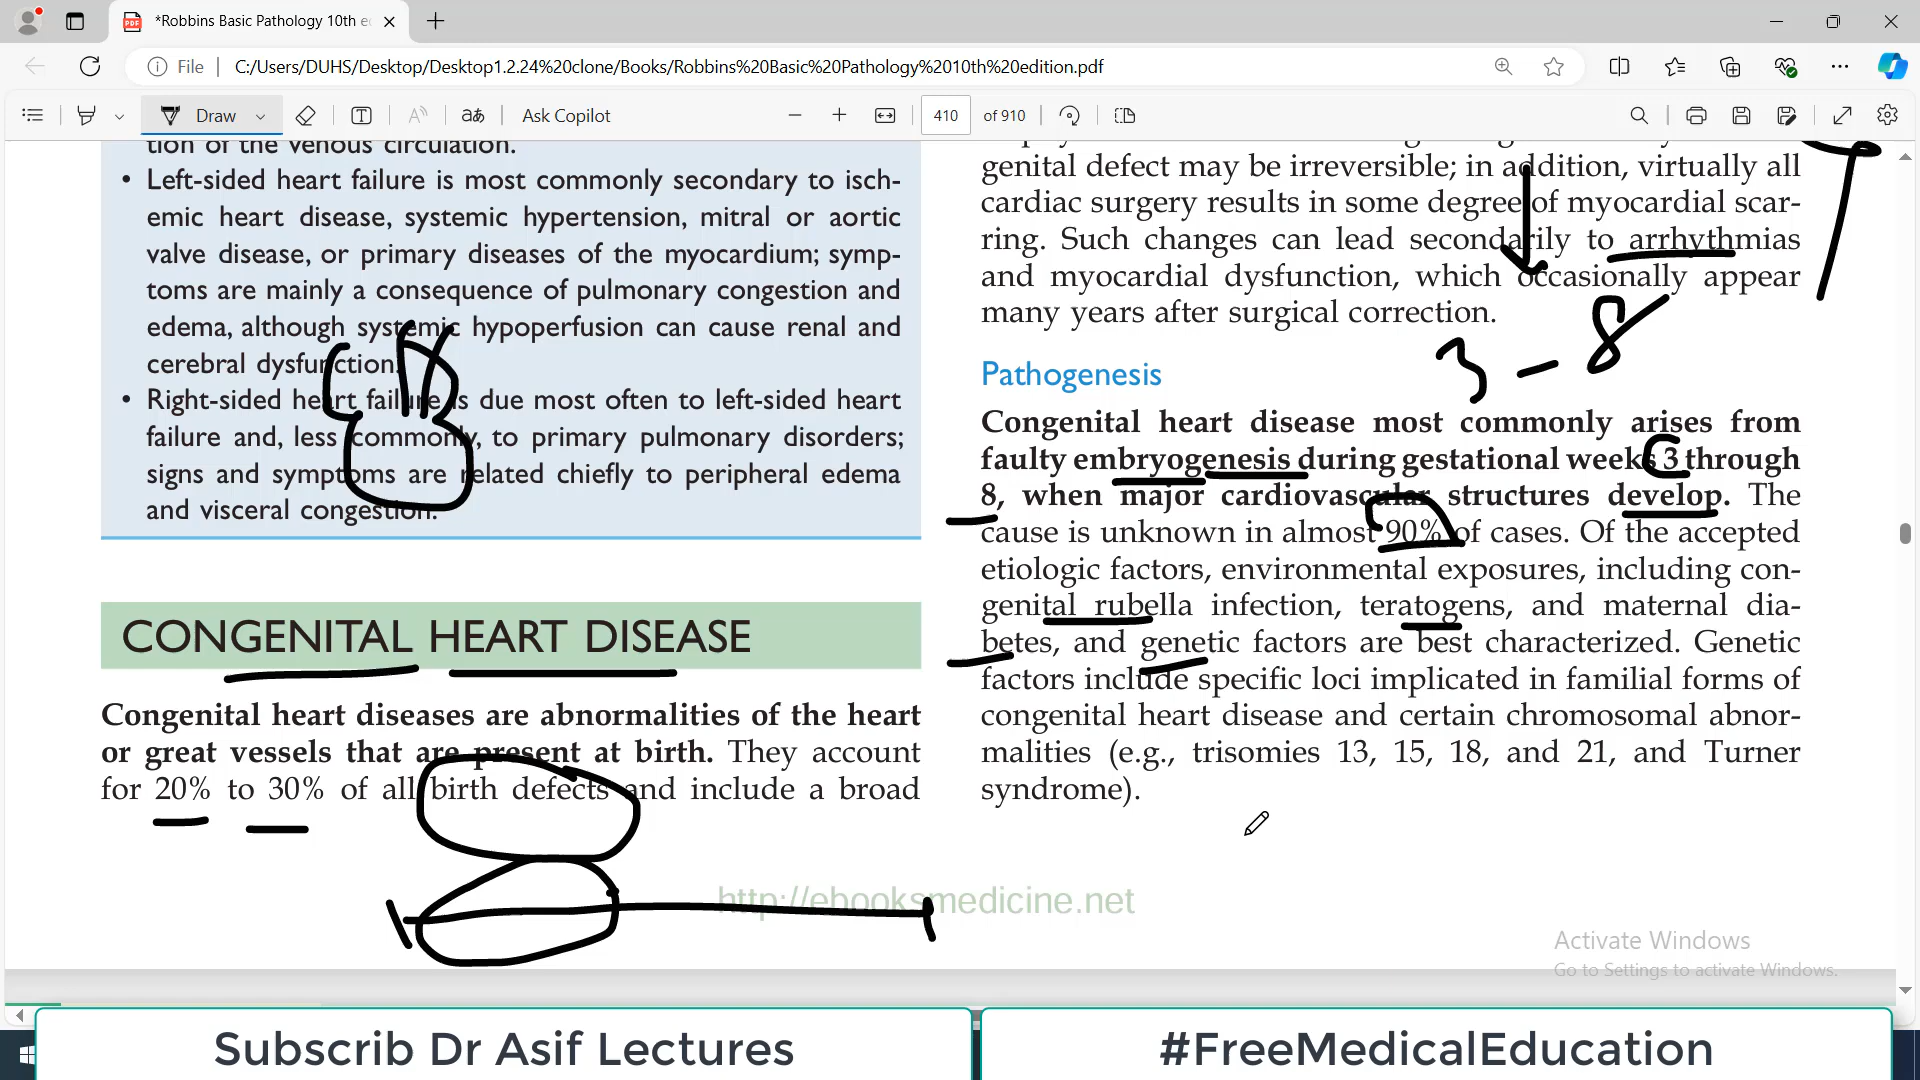 *Robbins Basic Pathology 10th e
File
C:/Users/DUHS/Desktop/Desktop1.2.24%20clone/Books/Robbins%20Basic%20Pathology%2010th%20edition.pdf
Draw
Ask Copilot
410 of 910
tion of the venous circulation.
• Left-sided heart failure is most commonly secondary to isch-
emic heart disease, systemic hypertension, mitral or aortic
valve disease, or primary diseases of the myocardium; symp-
toms are mainly a consequence of pulmonary congestion and
edema, although systemic hypoperfusion can cause renal and
cerebral dysfunction.
• Right-sided heart failure is due most often to left-sided heart
failure and, less commonly, to primary pulmonary disorders;
signs and symptoms are related chiefly to peripheral edema
and visceral congestion.
CONGENITAL HEART DISEASE
Congenital heart diseases are abnormalities of the heart
or great vessels that are present at birth. They account
for 20% to 30% of all birth defects and include a broad
genital defect may be irreversible; in addition, virtually all
cardiac surgery results in some degree of myocardial scar-
ring. Such changes can lead secondarily to arrhythmias
and myocardial dysfunction, which occasionally appear
many years after surgical correction.
3 - 8
Pathogenesis
Congenital heart disease most commonly arises from
faulty embryogenesis during gestational weeks 3 through
8, when major cardiovascular structures develop. The
cause is unknown in almost 90% of cases. Of the accepted
etiologic factors, environmental exposures, including con-
genital rubella infection, teratogens, and maternal dia-
betes, and genetic factors are best characterized. Genetic
factors include specific loci implicated in familial forms of
congenital heart disease and certain chromosomal abnor-
malities (e.g., trisomies 13, 15, 18, and 21, and Turner
syndrome).
http://ebooksmedicine.net
Activate Windows
Go to Settings to activate Windows.
Subscrib Dr Asif Lectures
#FreeMedicalEducation